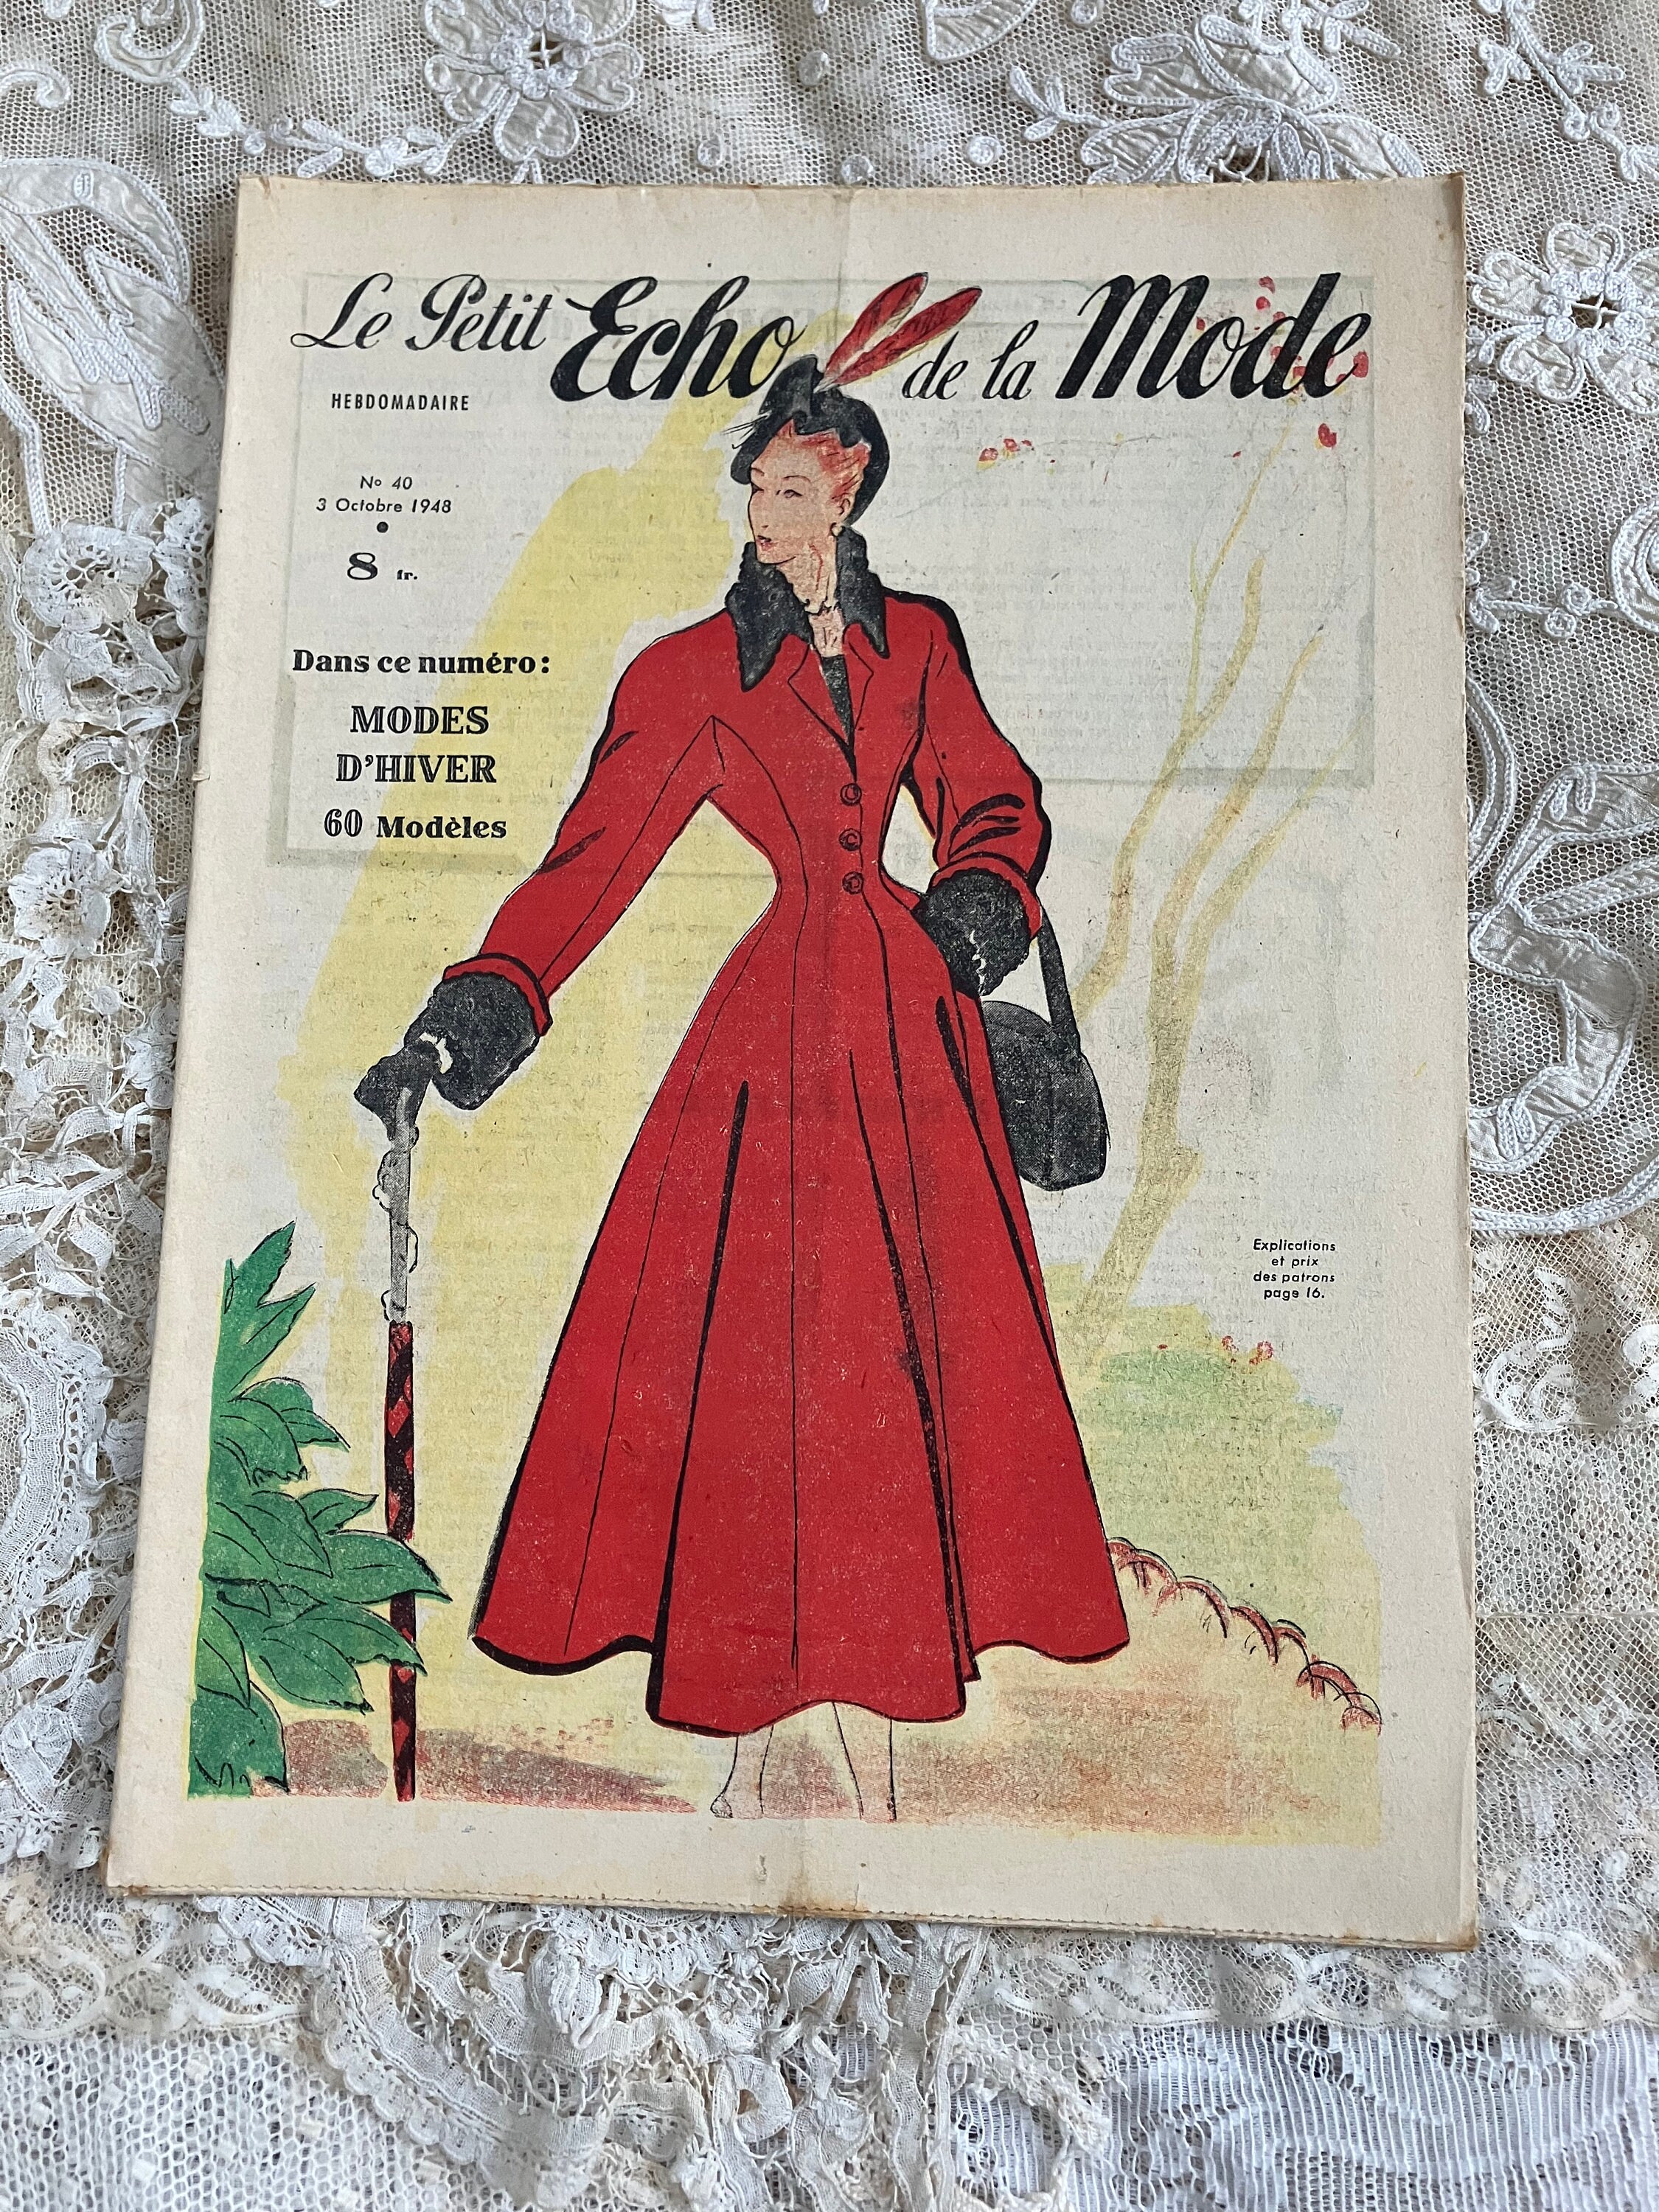 Le Petit Echo de la Mode
HEBDOMADAIRE
No 40
3 Octobre 1948
8 fr.
Dans ce numéro:
MODES
D'HIVER
60 Modèles
Explications
et prix
des patrons
page 16.